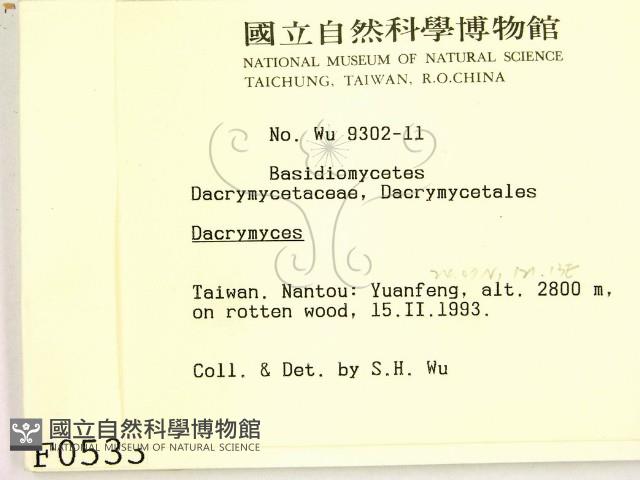 國立自然科學博物館
NATIONAL MUSEUM OF NATURAL SCIENCE
TAICHUNG, TAIWAN, R.O.CHINA
No. Wu 9302-11
Basidiomycetes
Dacrymycetaceae, Dacrymycetales
Dacrymyces
Taiwan. Nantou: Yuanfeng, alt. 2800 m,
on rotten wood, 15.II.1993.
Coll. & Det. by S.H. Wu
國立自然科學博物館
NATIONAL MUSEUM OF NATURAL SCIENCE